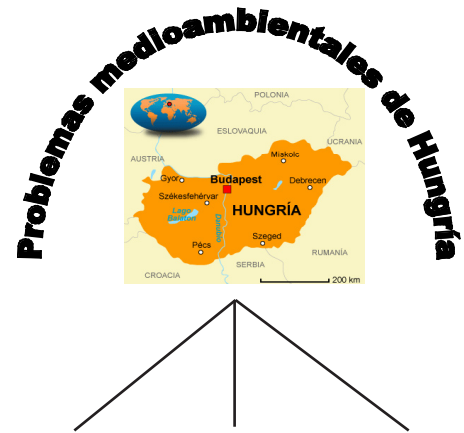 Problemas medioambientales de Hungría
POLONIA
ESLOVAQUIA
UCRANIA
AUSTRIA
Miskolc
Gyor
Budapest
Debrecen
Székesfehérvar
HUNGRÍA
Lago
Balaton
Danubio
Pécs
Szeged
RUMANÍA
SERBIA
CROACIA
200 km